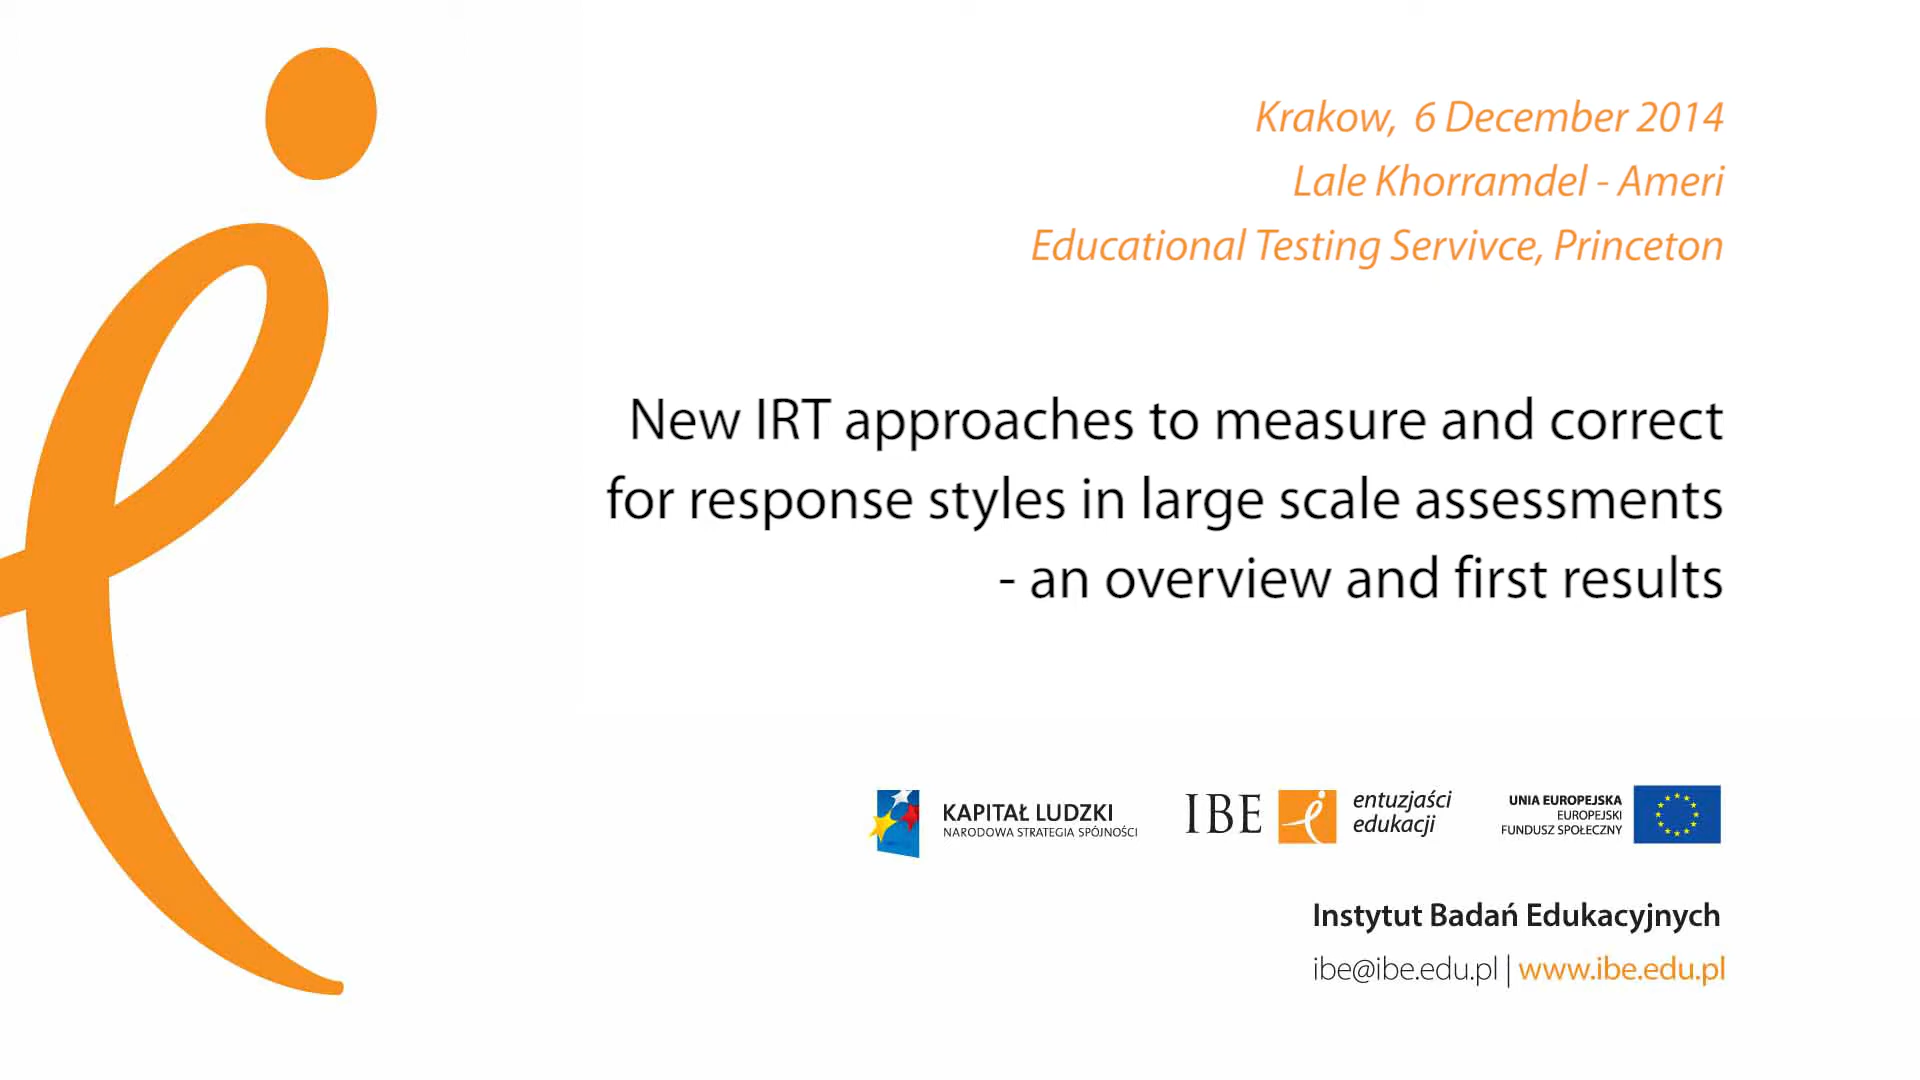 Krakow, 6 December 2014
Lale Khorramdel - Ameri
Educational Testing Servivce, Princeton
New IRT approaches to measure and correct
for response styles in large scale assessments
- an overview and first results
KAPITAŁ LUDZKI
NARODOWA STRATEGIA SPÓJNOŚCI
IBE
entuzjaści
edukacji
UNIA EUROPEJSKA
EUROPEJSKI
FUNDUSZ SPOŁECZNY
Instytut Badań Edukacyjnych
ibe@ibe.edu.pl | www.ibe.edu.pl